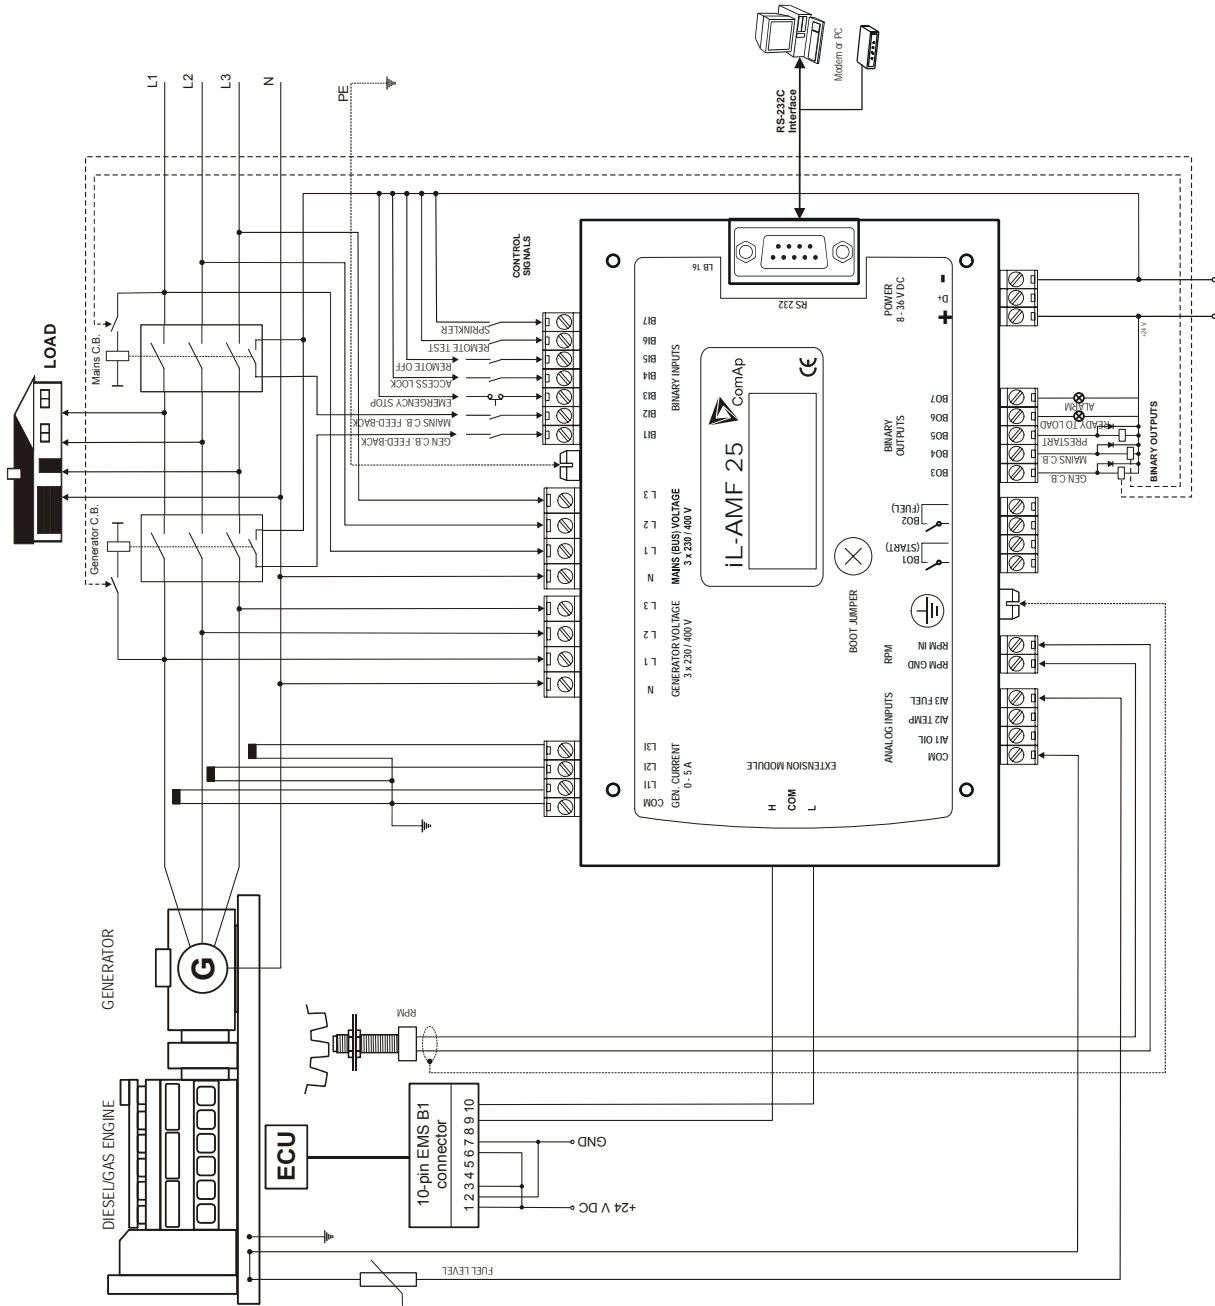 L1
L2
L3
N
PE
RS-232C
Interface
Modem or PC
LOAD
Mains C.B.
Generator C.B.
CONTROL
SIGNALS
SPRINKLER
REMOTE TEST
REMOTE OFF
ACCESS LOCK
EMERGENCY STOP
MAINS C.B. FEED-BACK
GEN C.B. FEED-BACK
BI7
BI6
BI5
BI4
BI3
BI2
BI1
BINARY INPUTS
LB 16
RS 232
POWER
8 - 36 V DC
-
D+
+
+24 V
ComAp
CE
iL-AMF 25
BINARY
OUTPUTS
BO7
BO6
BO5
BO4
BO3
ALARM
READY TO LOAD
PRESTART
MAINS C.B.
GEN C.B.
BINARY OUTPUTS
BO2
(FUEL)
BO1
(START)
BOOT JUMPER
L 3
L 2
L 1
N
MAINS (BUS) VOLTAGE
3 x 230 / 400 V
L 3
L 2
L 1
N
GENERATOR VOLTAGE
3 x 230 / 400 V
RPM
RPM IN
RPM GND
ANALOG INPUTS
AI3 FUEL
AI2 TEMP
AI1 OIL
COM
L3I
L2I
L1I
COM
GEN. CURRENT
0 - 5 A
EXTENSION MODULE
H
COM
L
GENERATOR
G
DIESEL/GAS ENGINE
RPM
ECU
10-pin EMS B1
connector
1 2 3 4 5 6 7 8 9 10
GND
+24 V DC
FUEL LEVEL